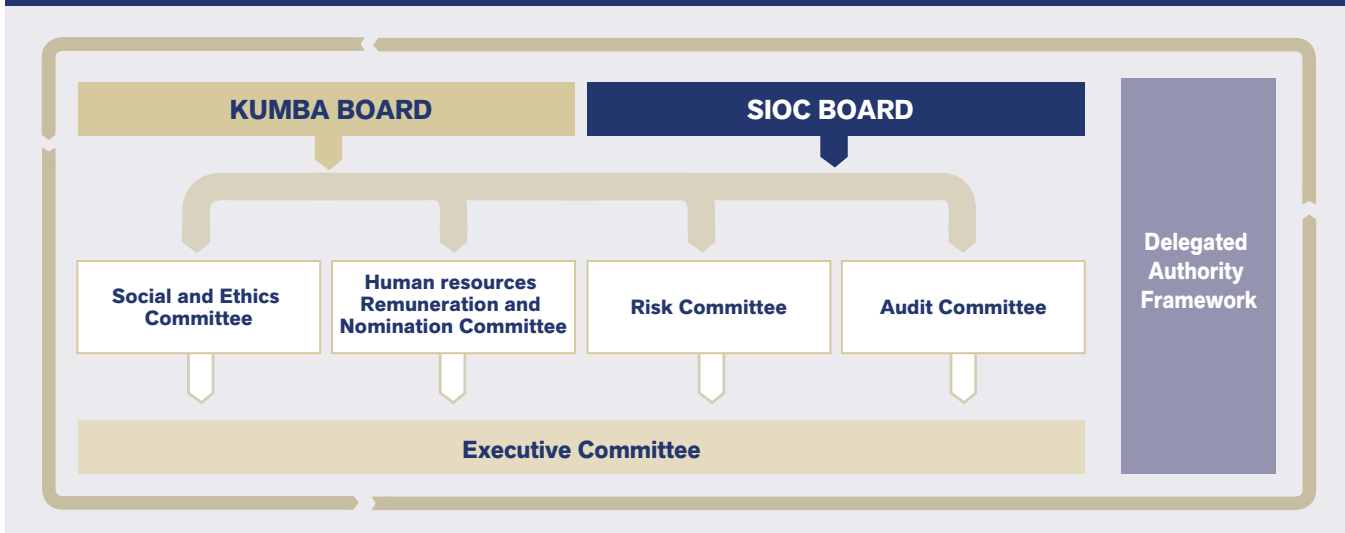 KUMBA BOARD
SIOC BOARD
Social and Ethics
Committee
Human resources
Remuneration and
Nomination Committee
Risk Committee
Audit Committee
Executive Committee
Delegated
Authority
Framework